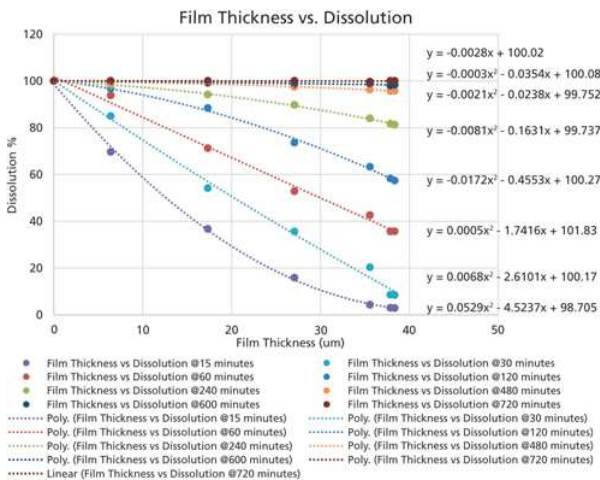 Film Thickness vs. Dissolution
120
100
80
60
40
20
0
Dissolution %
0 10 20 30 40 50
Film Thickness (um)
y = -0.0028x + 100.02
y = -0.0003x² - 0.0354x + 100.08
y = -0.0021x² - 0.0238x + 99.752
y = -0.0081x² - 0.1631x + 99.737
y = -0.0172x² - 0.4553x + 100.27
y = 0.0005x² - 1.7416x + 101.83
y = 0.0068x² - 2.6101x + 100.17
y = 0.0529x² - 4.5237x + 98.705
Film Thickness vs Dissolution @15 minutes
Film Thickness vs Dissolution @30 minutes
Film Thickness vs Dissolution @60 minutes
Film Thickness vs Dissolution @120 minutes
Film Thickness vs Dissolution @240 minutes
Film Thickness vs Dissolution @480 minutes
Film Thickness vs Dissolution @600 minutes
Film Thickness vs Dissolution @720 minutes
Poly. (Film Thickness vs Dissolution @15 minutes)
Poly. (Film Thickness vs Dissolution @30 minutes)
Poly. (Film Thickness vs Dissolution @60 minutes)
Poly. (Film Thickness vs Dissolution @120 minutes)
Poly. (Film Thickness vs Dissolution @240 minutes)
Poly. (Film Thickness vs Dissolution @480 minutes)
Poly. (Film Thickness vs Dissolution @600 minutes)
Poly. (Film Thickness vs Dissolution @720 minutes)
Linear (Film Thickness vs Dissolution @720 minutes)